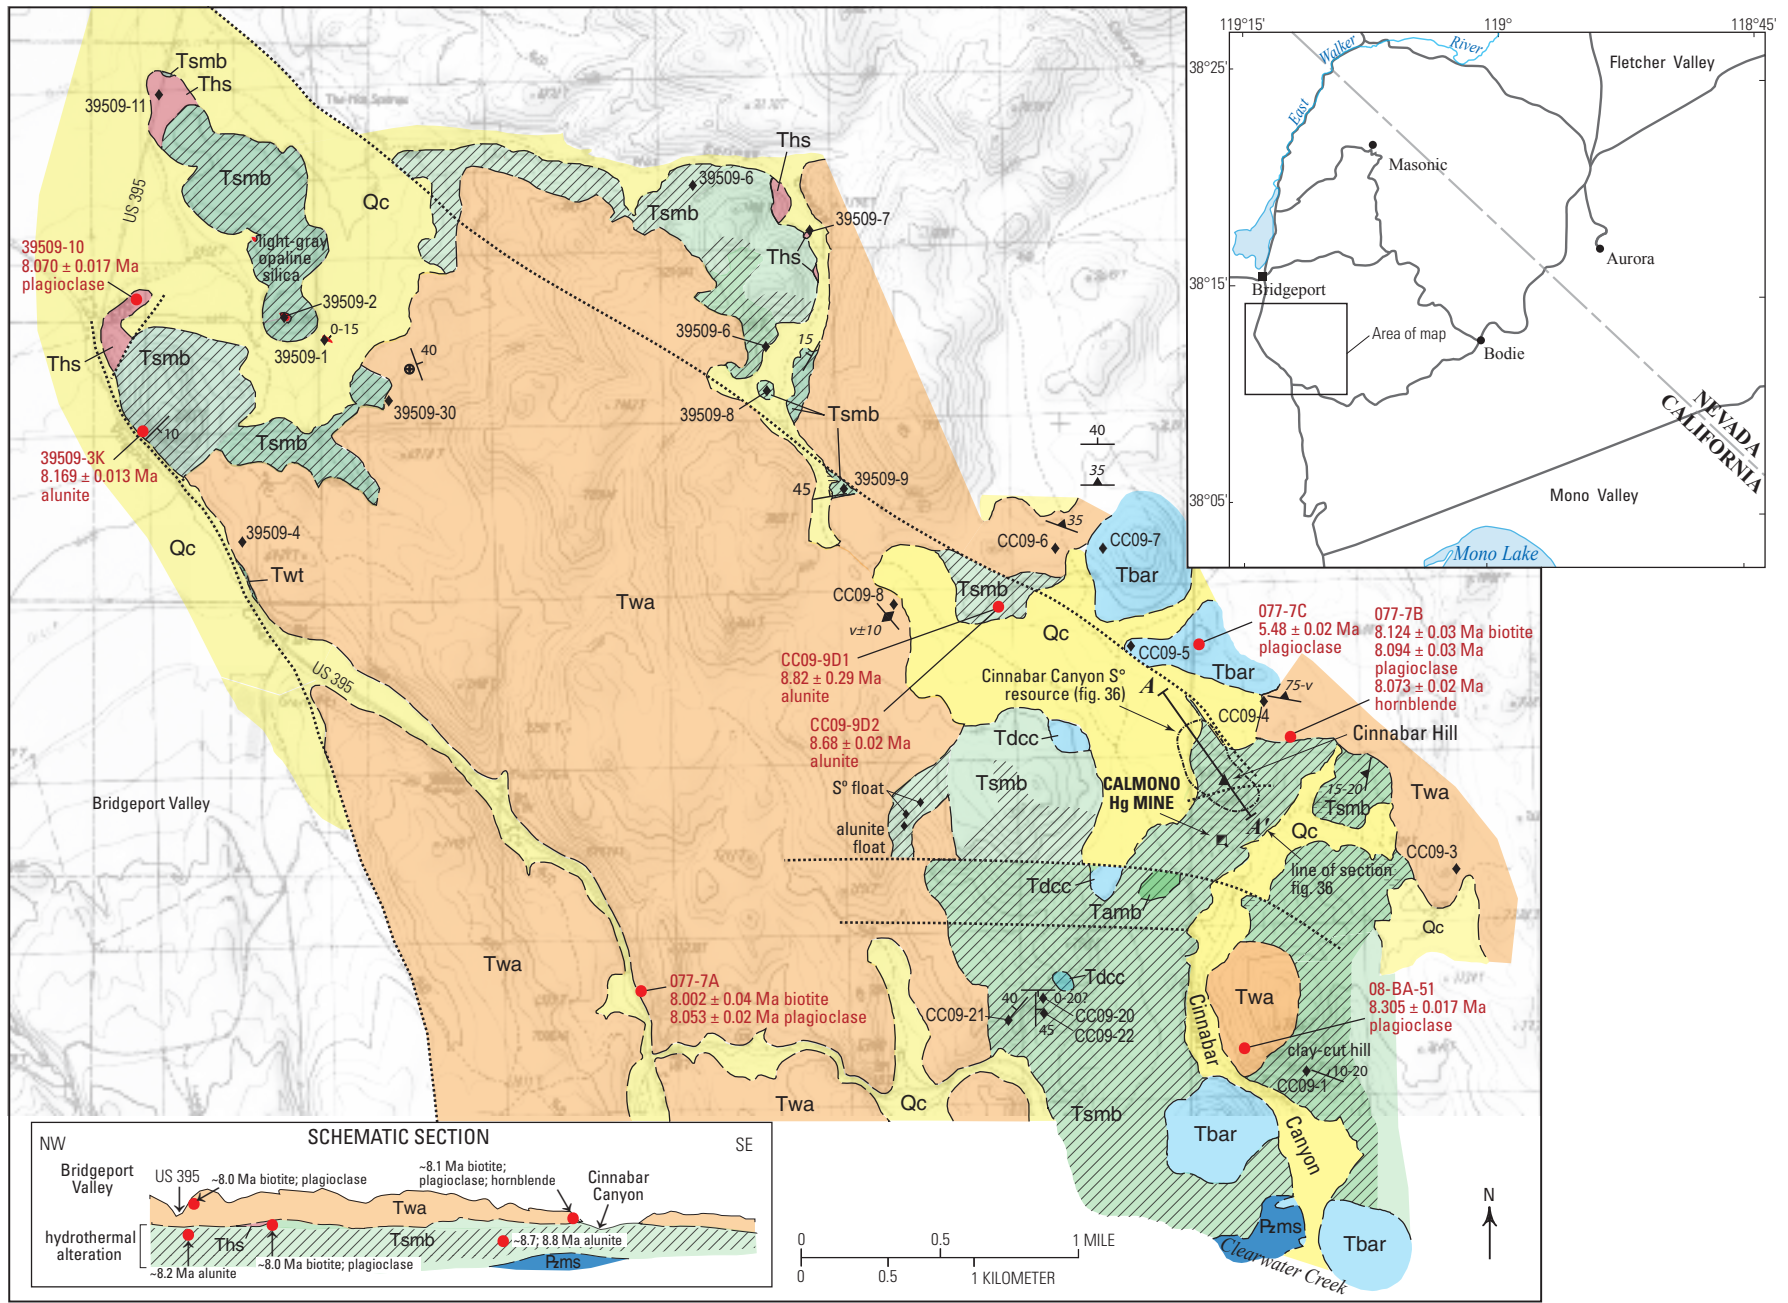 Tsmb
Ths
39509-11
Tsmb
Qc
US 395
39509-10
8.070 ± 0.017 Ma
plagioclase
light-gray
opaline
silica
39509-2
0-15
39509-1
Ths
Tsmb
40
39509-30
10
Tsmb
39509-3K
8.169 ± 0.013 Ma
alunite
39509-4
Qc
Twt
The Hot Springs
Ths
39509-6
Tsmb
39509-7
Ths
39509-6
15
39509-8
Tsmb
39509-9
45
40
35
35
CC09-6
CC09-7
Tbar
Twa
CC09-8
v±10
Tsmb
Qc
CC09-9D1
8.82 ± 0.29 Ma
alunite
CC09-9D2
8.68 ± 0.02 Ma
alunite
Cinnabar Canyon S°
resource (fig. 36)
A
CC09-5
Tbar
077-7C
5.48 ± 0.02 Ma
plagioclase
077-7B
8.124 ± 0.03 Ma biotite
8.094 ± 0.03 Ma
plagioclase
8.073 ± 0.02 Ma
hornblende
75-v
CC09-4
Cinnabar Hill
US 395
Bridgeport Valley
Tdcc
Tsmb
S° float
alunite
float
CALMONO
Hg MINE
15-20
Tsmb
Twa
A'
Qc
CC09-3
line of section
fig. 36
Tdcc
Tamb
Qc
Twa
077-7A
8.002 ± 0.04 Ma biotite
8.053 ± 0.02 Ma plagioclase
Tdcc
40
0-20?
CC09-21
CC09-20
45
CC09-22
Twa
Cinnabar
08-BA-51
8.305 ± 0.017 Ma
plagioclase
clay-cut hill
10-20
CC09-1
Twa
Qc
Tsmb
Tbar
Canyon
Pzms
Tbar
Clearwater Creek
N
SCHEMATIC SECTION
NW
SE
Bridgeport
Valley
US 395
~8.0 Ma biotite; plagioclase
~8.1 Ma biotite;
plagioclase; hornblende
Cinnabar
Canyon
Twa
hydrothermal
alteration
Ths
Tsmb
~8.7; 8.8 Ma alunite
~8.2 Ma alunite
~8.0 Ma biotite; plagioclase
Pzms
0
0.5
1 MILE
0
0.5
1 KILOMETER
119°15'
119°
118°45'
38°25'
38°15'
38°05'
East
Walker
River
Fletcher Valley
Masonic
Aurora
Bridgeport
Area of map
Bodie
NEVADA
CALIFORNIA
Mono Valley
Mono Lake